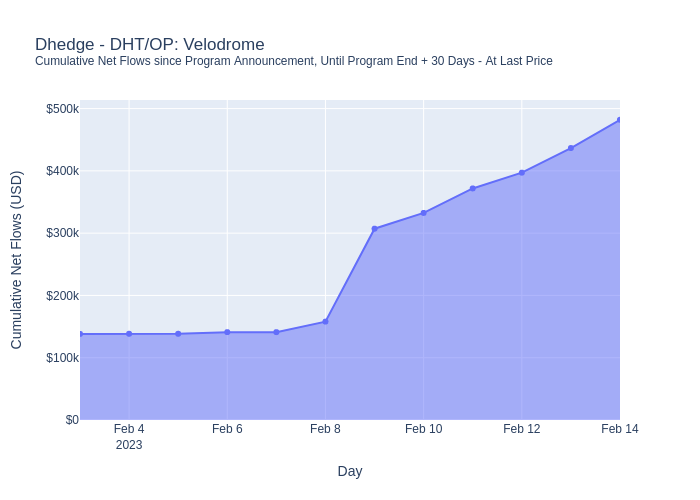 Dhedge - DHT/OP: Velodrome
Cumulative Net Flows since Program Announcement, Until Program End + 30 Days - At Last Price
Cumulative Net Flows (USD)
$500k
$400k
$300k
$200k
$100k
$0
Feb 4
2023
Feb 6
Feb 8
Feb 10
Feb 12
Feb 14
Day